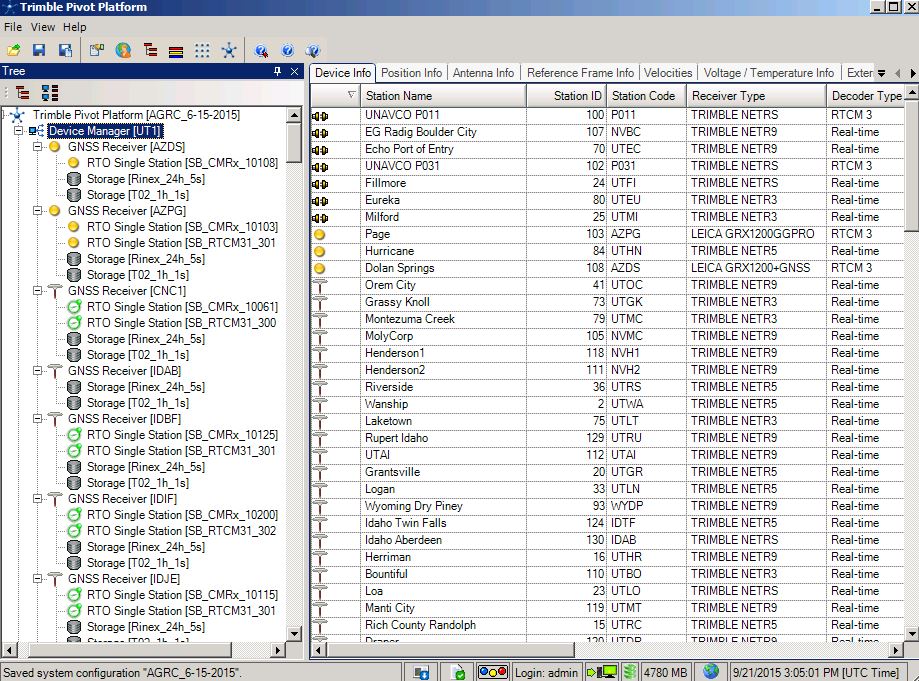 Trimble Pivot Platform
File View Help
Tree
Trimble Pivot Platform [AGRC_6-15-2015]
Device Manager [UT1]
GNSS Receiver [AZDS]
RTO Single Station [SB_CMRx_10108]
Storage [Rinex_24h_5s]
Storage [T02_1h_1s]
GNSS Receiver [AZPG]
RTO Single Station [SB_CMRx_10103]
RTO Single Station [SB_RTCM31_301
Storage [Rinex_24h_5s]
Storage [T02_1h_1s]
GNSS Receiver [CNC1]
RTO Single Station [SB_CMRx_10061]
RTO Single Station [SB_RTCM31_300
Storage [Rinex_24h_5s]
Storage [T02_1h_1s]
GNSS Receiver [IDAB]
Storage [Rinex_24h_5s]
Storage [T02_1h_1s]
GNSS Receiver [IDBF]
RTO Single Station [SB_CMRx_10125]
RTO Single Station [SB_RTCM31_301
Storage [Rinex_24h_5s]
Storage [T02_1h_1s]
GNSS Receiver [IDIF]
RTO Single Station [SB_CMRx_10200]
RTO Single Station [SB_RTCM31_302
Storage [Rinex_24h_5s]
Storage [T02_1h_1s]
GNSS Receiver [IDJE]
RTO Single Station [SB_CMRx_10115]
RTO Single Station [SB_RTCM31_301
Storage [Rinex_24h_5s]
Storage [T02_1h_1s]
Device Info Position Info Antenna Info Reference Frame Info Velocities Voltage / Temperature Info Exter
Station Name Station ID Station Code Receiver Type Decoder Type
UNAVCO P011 100 P011 TRIMBLE NETRS RTCM 3
EG Radig Boulder City 107 NVBC TRIMBLE NETR9 Real-time
Echo Port of Entry 70 UTEC TRIMBLE NETR9 Real-time
UNAVCO P031 102 P031 TRIMBLE NETRS RTCM 3
Fillmore 24 UTFI TRIMBLE NETRS Real-time
Eureka 80 UTEU TRIMBLE NETR3 Real-time
Milford 25 UTMI TRIMBLE NETR3 Real-time
Page 103 AZPG LEICA GRX1200GGPRO RTCM 3
Hurricane 84 UTHN TRIMBLE NETR5 Real-time
Dolan Springs 108 AZDS LEICA GRX1200+GNSS RTCM 3
Orem City 41 UTOC TRIMBLE NETR9 Real-time
Grassy Knoll 73 UTGK TRIMBLE NETR3 Real-time
Montezuma Creek 79 UTMC TRIMBLE NETR3 Real-time
MolyCorp 105 NVMC TRIMBLE NETR9 Real-time
Henderson1 118 NVH1 TRIMBLE NETR9 Real-time
Henderson2 111 NVH2 TRIMBLE NETR9 Real-time
Riverside 36 UTRS TRIMBLE NETR5 Real-time
Wanship 2 UTWA TRIMBLE NETR5 Real-time
Laketown 75 UTLT TRIMBLE NETR3 Real-time
Rupert Idaho 129 UTRU TRIMBLE NETR9 Real-time
UTAI 112 UTAI TRIMBLE NETR9 Real-time
Grantsville 20 UTGR TRIMBLE NETR5 Real-time
Logan 33 UTLN TRIMBLE NETR5 Real-time
Wyoming Dry Piney 93 WYDP TRIMBLE NETR9 Real-time
Idaho Twin Falls 124 IDTF TRIMBLE NETR5 Real-time
Idaho Aberdeen 130 IDAB TRIMBLE NETR5 Real-time
Herriman 16 UTHR TRIMBLE NETR9 Real-time
Bountiful 110 UTBO TRIMBLE NETR3 Real-time
Loa 23 UTLO TRIMBLE NETR3 Real-time
Manti City 119 UTMT TRIMBLE NETR9 Real-time
Rich County Randolph 15 UTRC TRIMBLE NETR5 Real-time
Draper 120 UTDR TRIMBLE NETR9 Real-time
Saved system configuration "AGRC_6-15-2015". Login: admin 4780 MB 9/21/2015 3:05:01 PM [UTC Time]